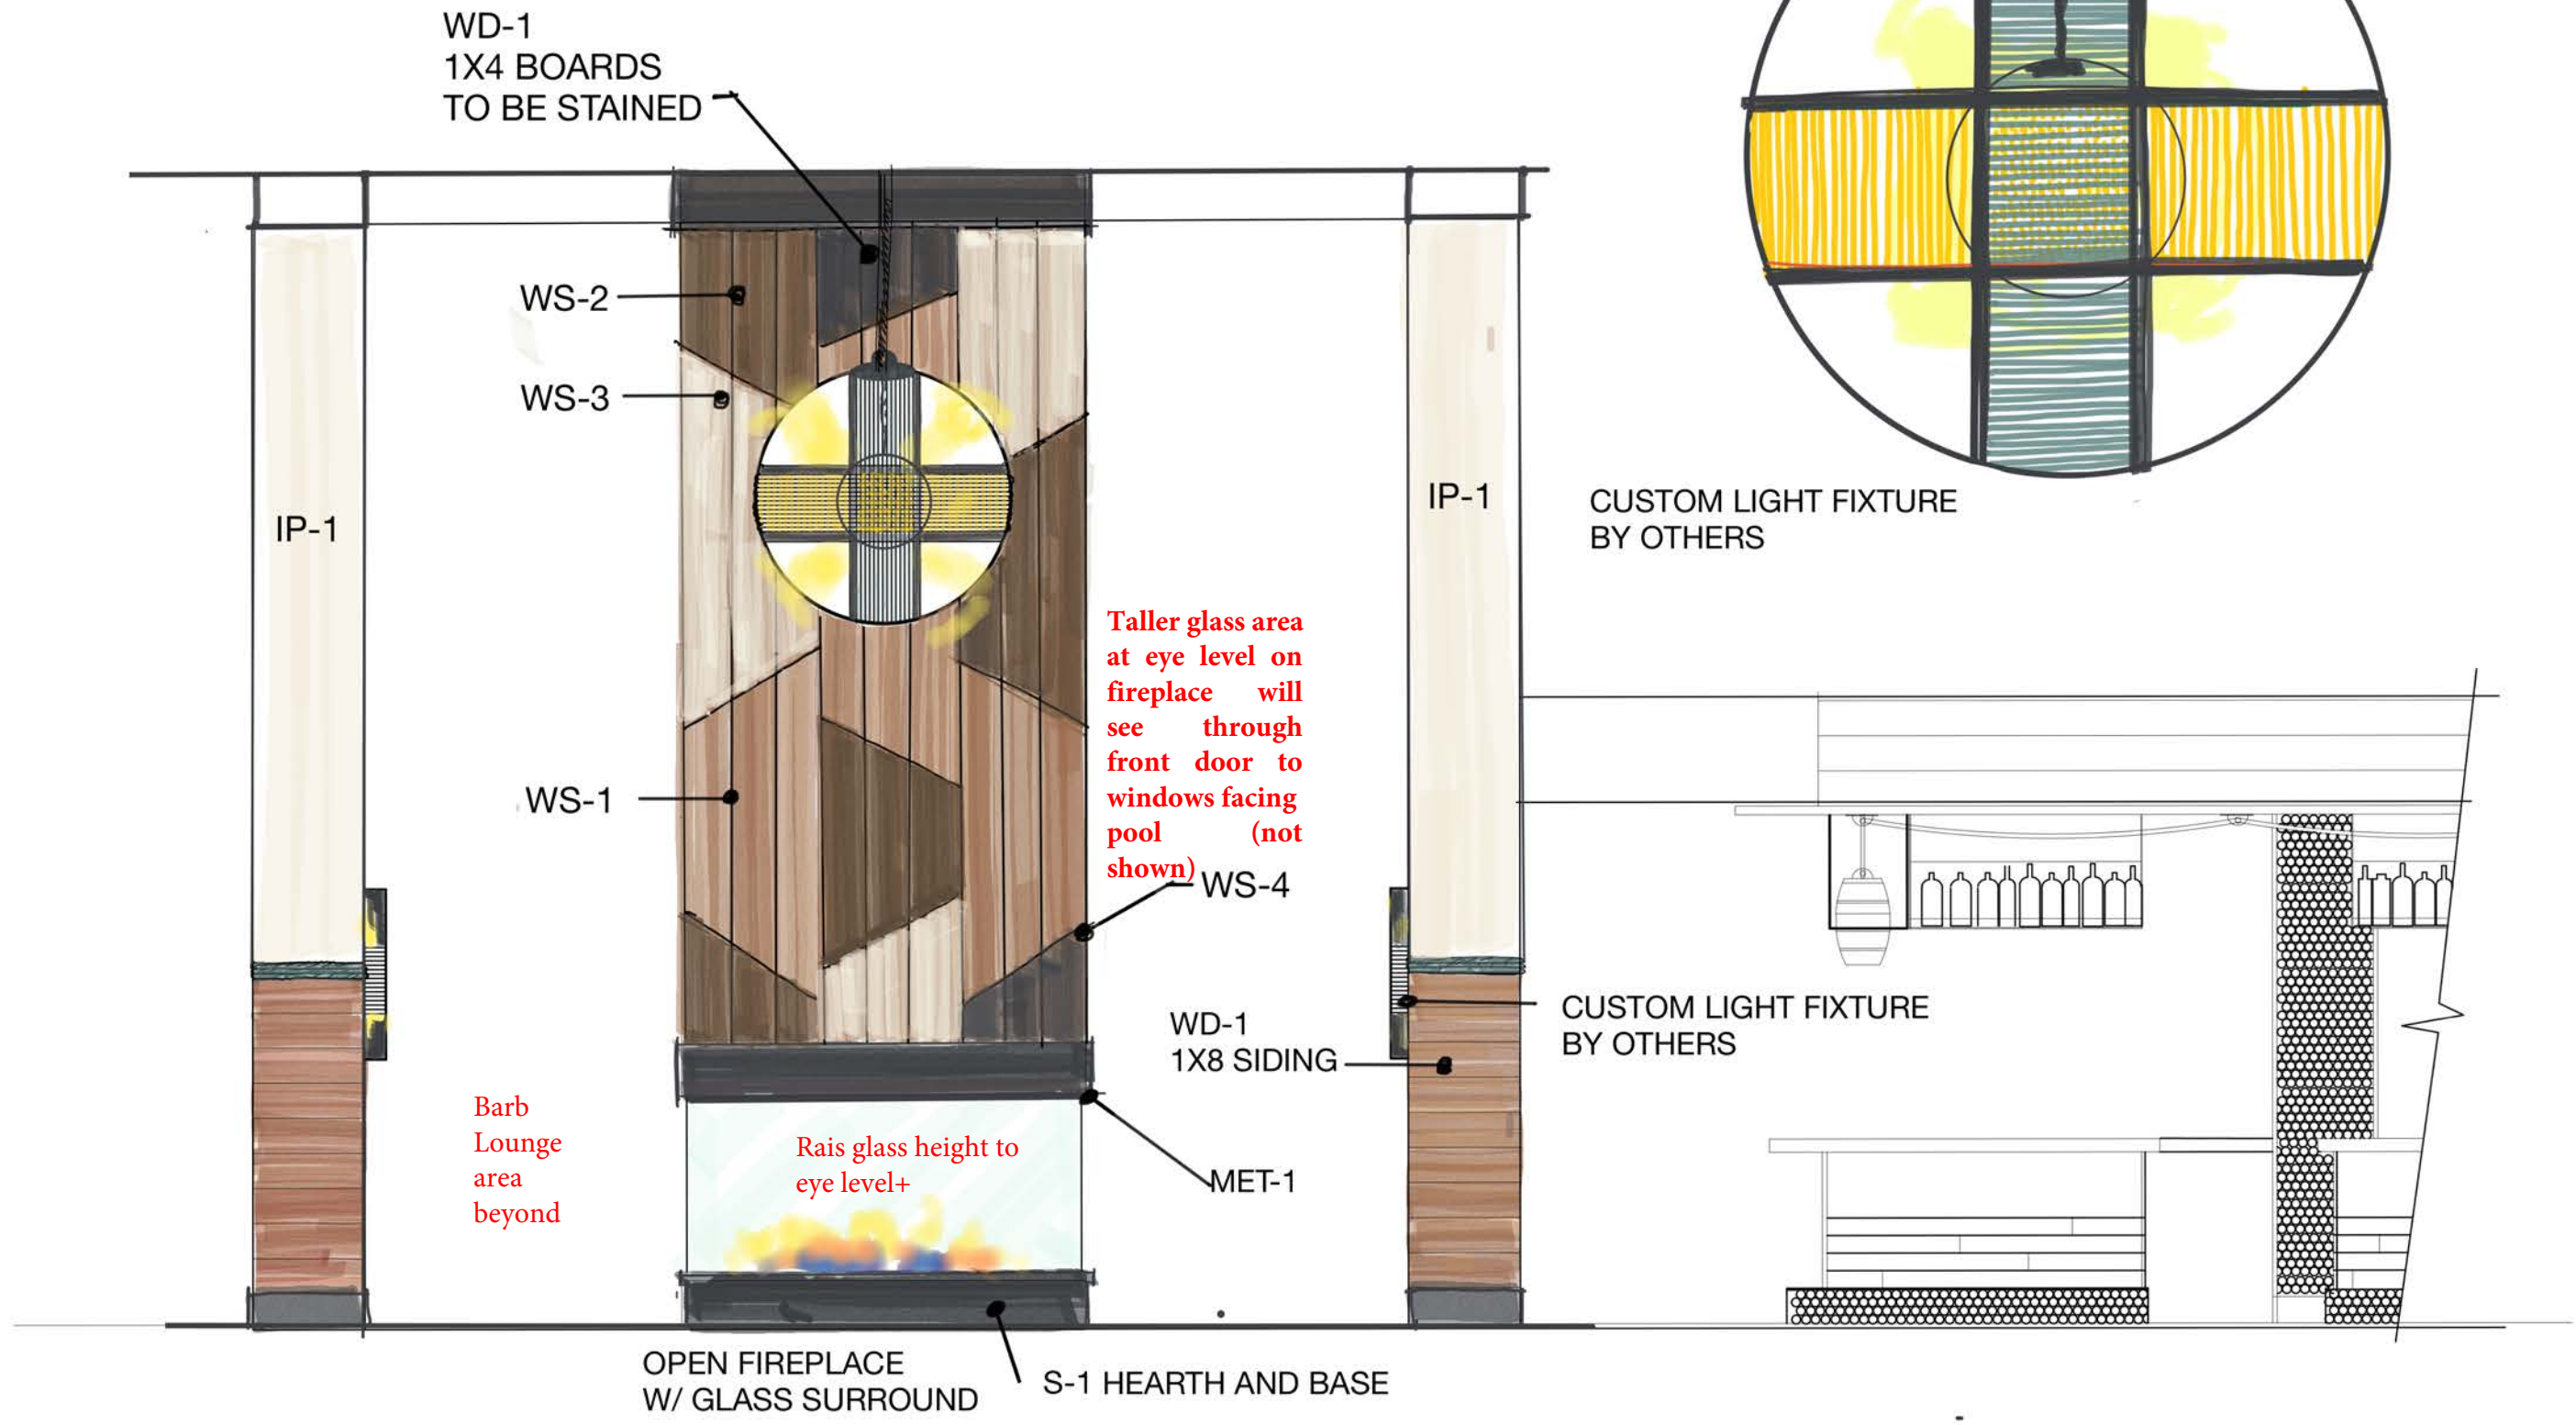 WD-1
1X4 BOARDS
TO BE STAINED
WS-2
WS-3
IP-1
IP-1
CUSTOM LIGHT FIXTURE
BY OTHERS
Taller glass area
at eye level on
fireplace will
see through
front door to
windows facing
pool (not
shown)
WS-1
WS-4
CUSTOM LIGHT FIXTURE
BY OTHERS
WD-1
1X8 SIDING
Barb
Lounge
area
beyond
Rais glass height to
eye level+
MET-1
OPEN FIREPLACE
W/ GLASS SURROUND
S-1 HEARTH AND BASE